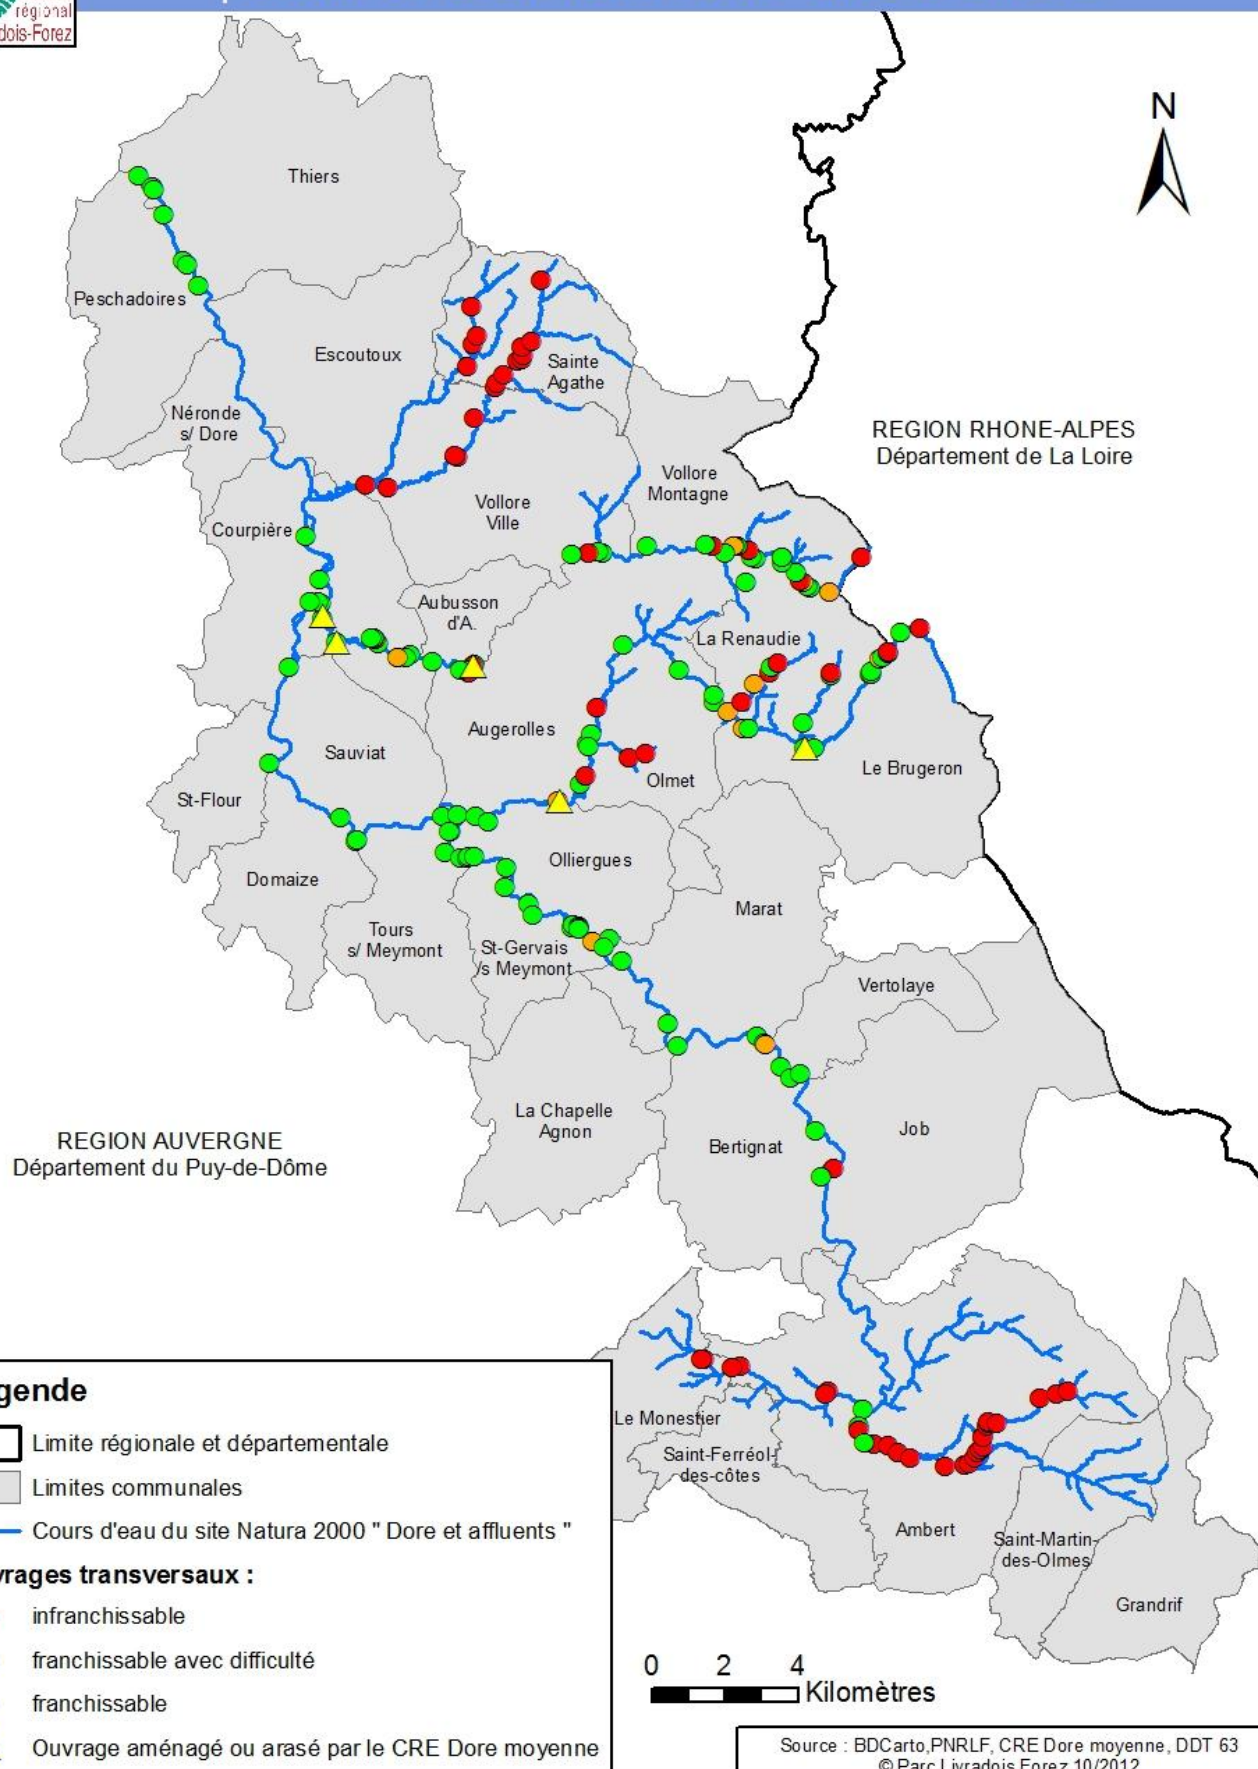 régional
dois-Forez
N
Thiers
Peschadoires
Escoutoux
Sainte
Agathe
Néronde
s/ Dore
REGION RHONE-ALPES
Département de La Loire
Vollore
Montagne
Vollore
Ville
Courpière
Aubusson
d'A.
La Renaudie
Augerolles
Sauviat
Olmet
Le Brugeron
St-Flour
Olliergues
Domaize
Marat
Tours
s/ Meymont
St-Gervais
/s Meymont
Vertolaye
La Chapelle
Agnon
Job
REGION AUVERGNE
Département du Puy-de-Dôme
Bertignat
Le Monestier
Saint-Ferréol-
des-côtes
Ambert
Saint-Martin-
des-Olmes
Grandrif
gende
Limite régionale et départementale
Limites communales
Cours d'eau du site Natura 2000 " Dore et affluents "
vrages transversaux :
infranchissable
franchissable avec difficulté
franchissable
Ouvrage aménagé ou arasé par le CRE Dore moyenne
0 2 4
Kilomètres
Source : BDCarto,PNRLF, CRE Dore moyenne, DDT 63
© Parc Livradois Forez 10/2012